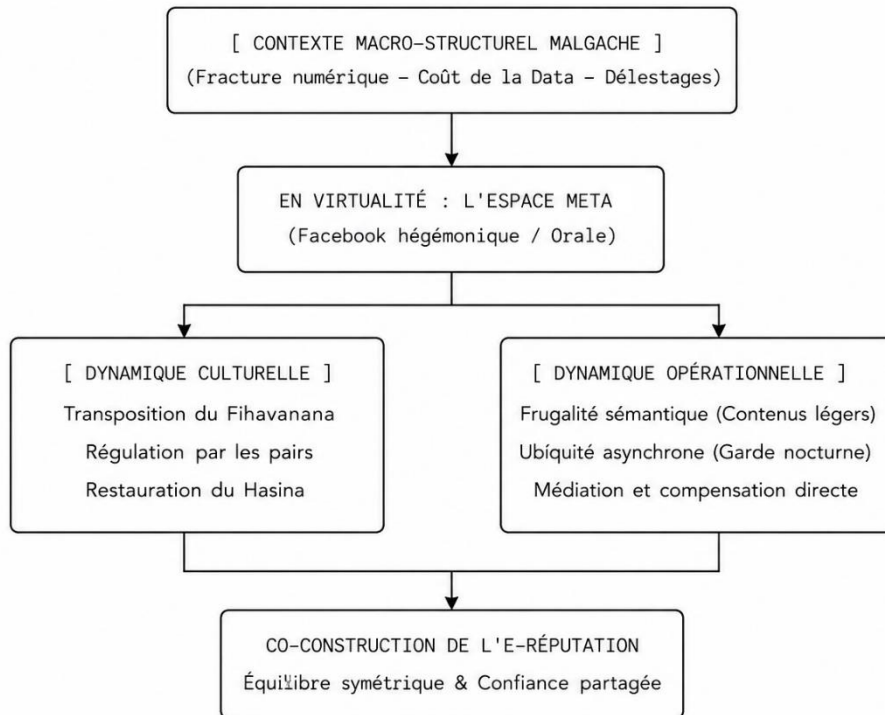 [ CONTEXTE MACRO-STRUCTUREL MALGACHE ]
(Fracture numérique – Coût de la Data – Délestages)
EN VIRTUALITÉ : L'ESPACE META
(Facebook hégémonique / Orale)
[ DYNAMIQUE CULTURELLE ]
Transposition du Fihavanana
Régulation par les pairs
Restauration du Hasina
[ DYNAMIQUE OPÉRATIONNELLE ]
Frugalité sémantique (Contenus légers)
Ubíquité asynchrone (Garde nocturne)
Médiation et compensation directe
CO-CONSTRUCTION DE L'E-RÉPUTATION
symétrique & Confiance partagée